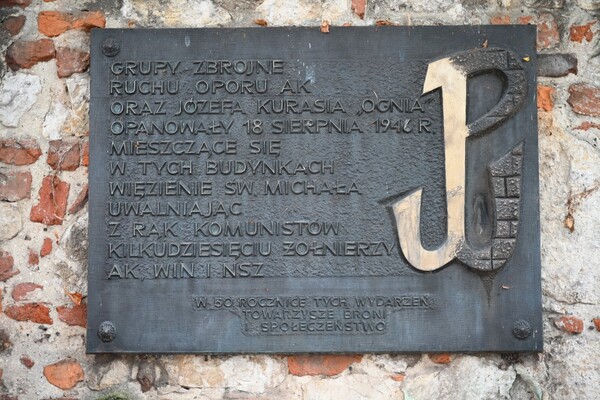 GRUPY ZBROJNE
RUCHU OPORU AK
ORAZ JÓZEFA KURASIA „OGNIA"
OPANOWAŁY 18 SIERPNIA 1946 R.
MIESZCZĄCE SIĘ
W TYCH BUDYNKACH
WIĘZIENIE ŚW. MICHAŁA
UWALNIAJĄC
Z RĄK KOMUNISTÓW
KILKUDZIESIĘCIU ŻOŁNIERZY
AK, WIN I NSZ
W 50 ROCZNICĘ TYCH WYDARZEŃ
TOWARZYSZE BRONI
I SPOŁECZEŃSTWO